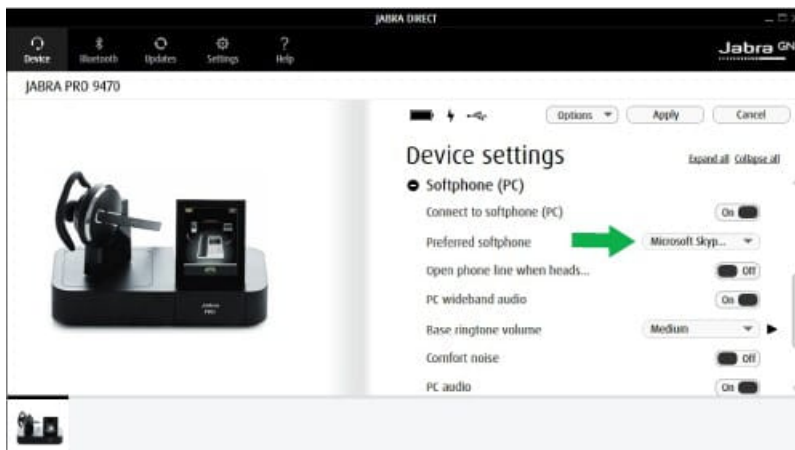 JABRA DIRECT
Device Bluetooth Updates Settings Help
Jabra GN
JABRA PRO 9470
Options Apply Cancel
Device settings Expand all Collapse all
Softphone (PC)
Connect to softphone (PC) On
Preferred softphone Microsoft Skyp...
Open phone line when heads... Off
PC wideband audio On
Base ringtone volume Medium
Comfort noise Off
PC audio On
Jabra
PRO